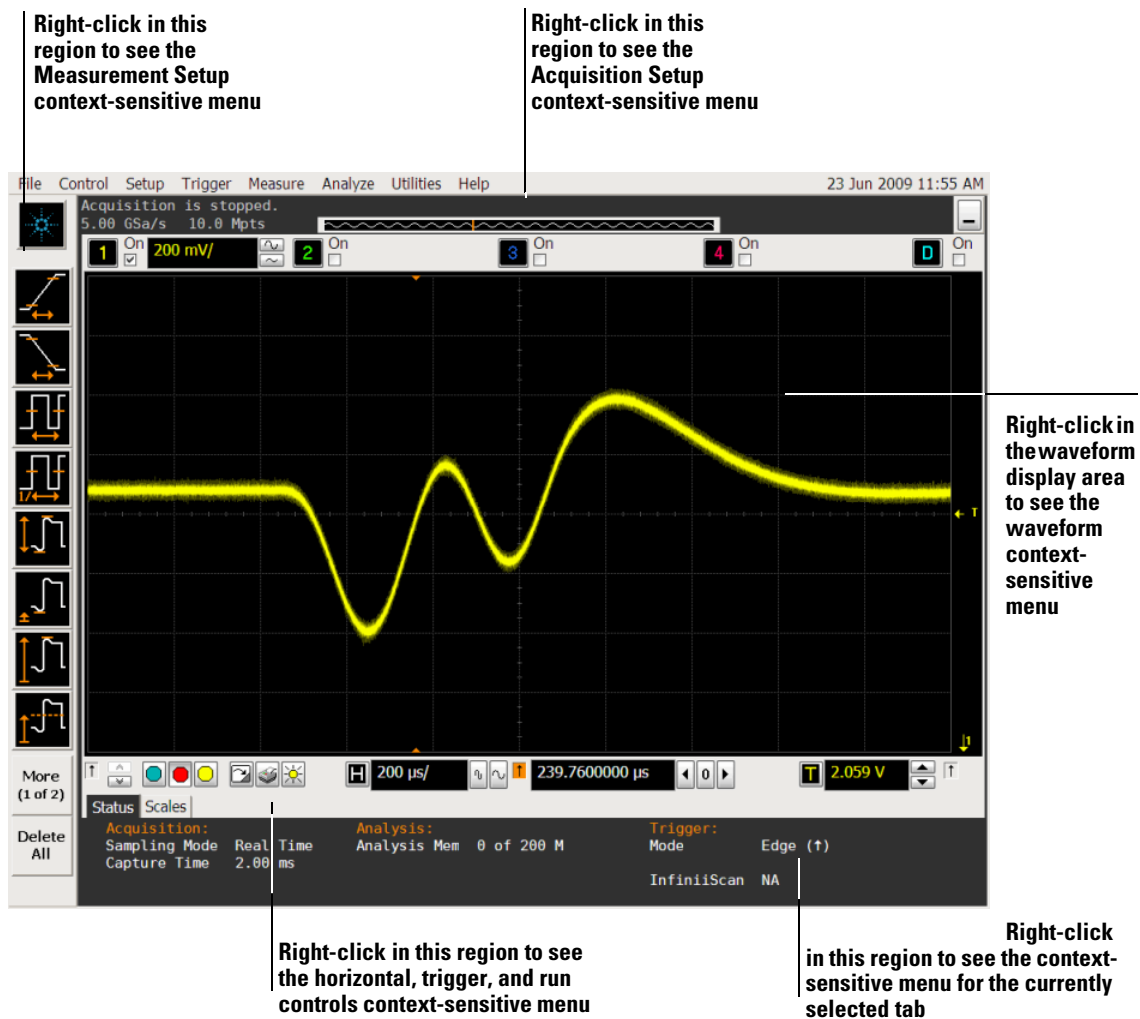 Right-click in this
region to see the
Measurement Setup
context-sensitive menu
Right-click in this
region to see the
Acquisition Setup
context-sensitive menu
File Control Setup Trigger Measure Analyze Utilities Help 23 Jun 2009 11:55 AM
Acquisition is stopped.
5.00 GSa/s 10.0 Mpts
1 On 200 mV/ 2 On 3 On 4 On D On
1/
T
1
Right-click in
the waveform
display area
to see the
waveform
context-
sensitive
menu
More
(1 of 2)
Delete
All
H 200 µs/ 239.7600000 µs 0 T 2.059 V
Status Scales
Acquisition: Analysis: Trigger:
Sampling Mode Real Time Analysis Mem 0 of 200 M Mode Edge (↑)
Capture Time 2.00 ms
InfiniiScan NA
Right-click in this region to see
the horizontal, trigger, and run
controls context-sensitive menu
Right-click
in this region to see the context-
sensitive menu for the currently
selected tab